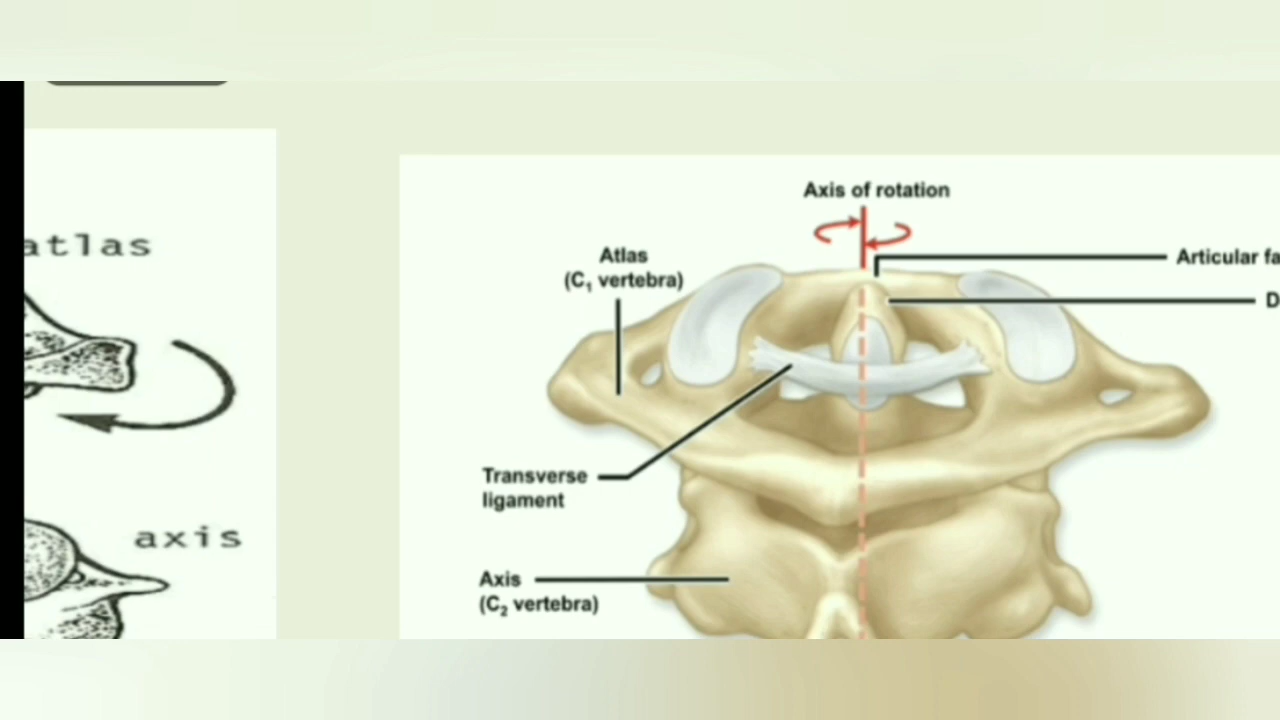 atlas
axis
Axis of rotation
Atlas
(C₁ vertebra)
Articular fa
D
Transverse
ligament
Axis
(C₂ vertebra)